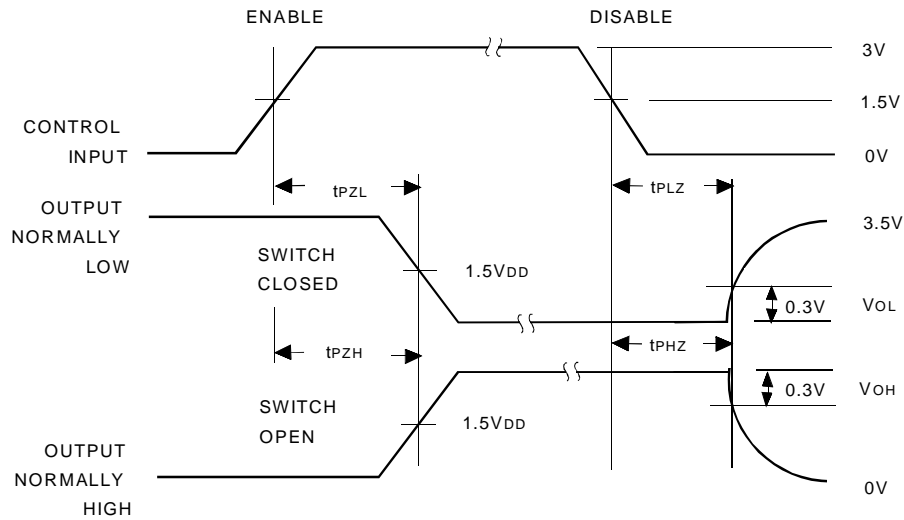 ENABLE
DISABLE
3V
1.5V
CONTROL
INPUT
0V
tPZL
tPLZ
OUTPUT
NORMALLY
LOW
3.5V
SWITCH
CLOSED
1.5VDD
0.3V
VOL
tPZH
tPHZ
0.3V
VOH
SWITCH
OPEN
1.5VDD
OUTPUT
NORMALLY
HIGH
0V